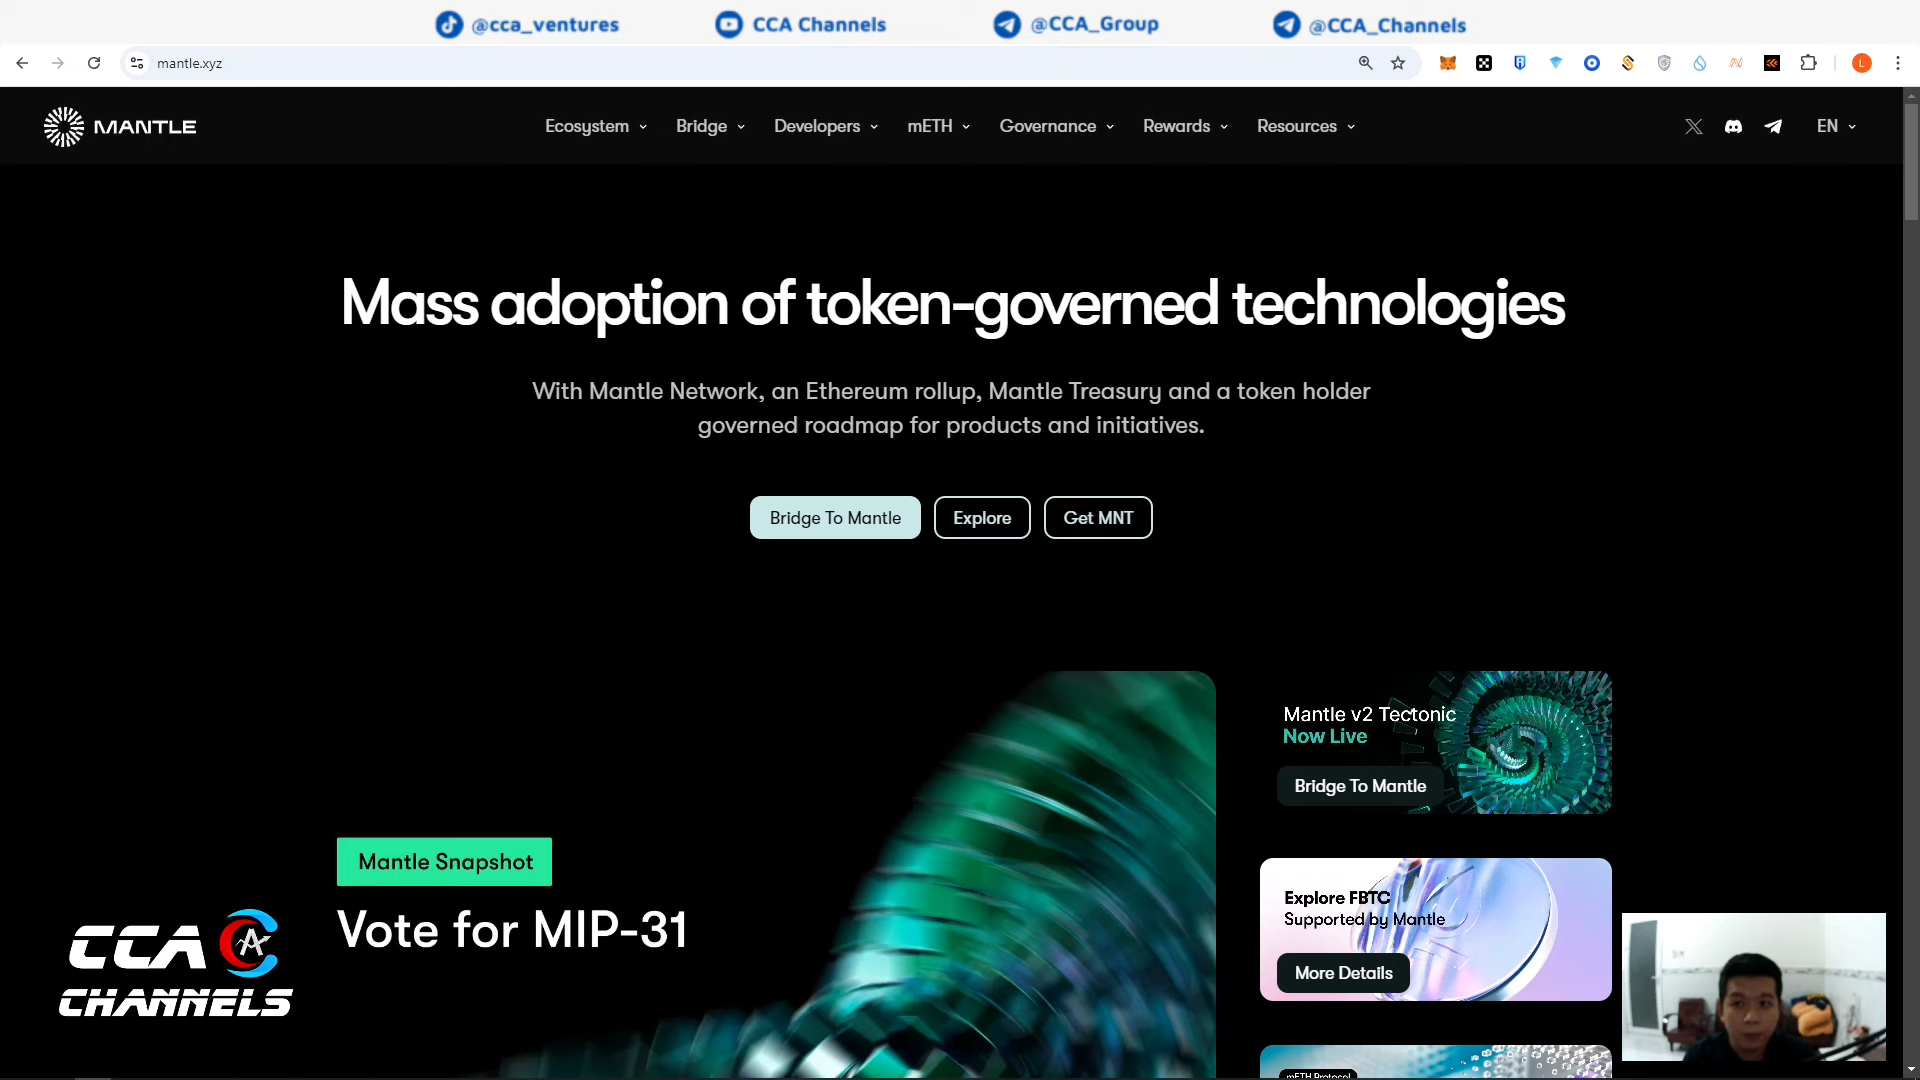 @cca_ventures
CCA Channels
@CCA_Group
@CCA_Channels
mantle.xyz
L
MANTLE
Ecosystem
Bridge
Developers
mETH
Governance
Rewards
Resources
EN
Mass adoption of token-governed technologies
With Mantle Network, an Ethereum rollup, Mantle Treasury and a token holder
governed roadmap for products and initiatives.
Bridge To Mantle
Explore
Get MNT
Mantle v2 Tectonic
Now Live
Bridge To Mantle
Mantle Snapshot
Vote for MIP-31
Explore FBTC
Supported by Mantle
More Details
CCA
CHANNELS
mETH Protocol